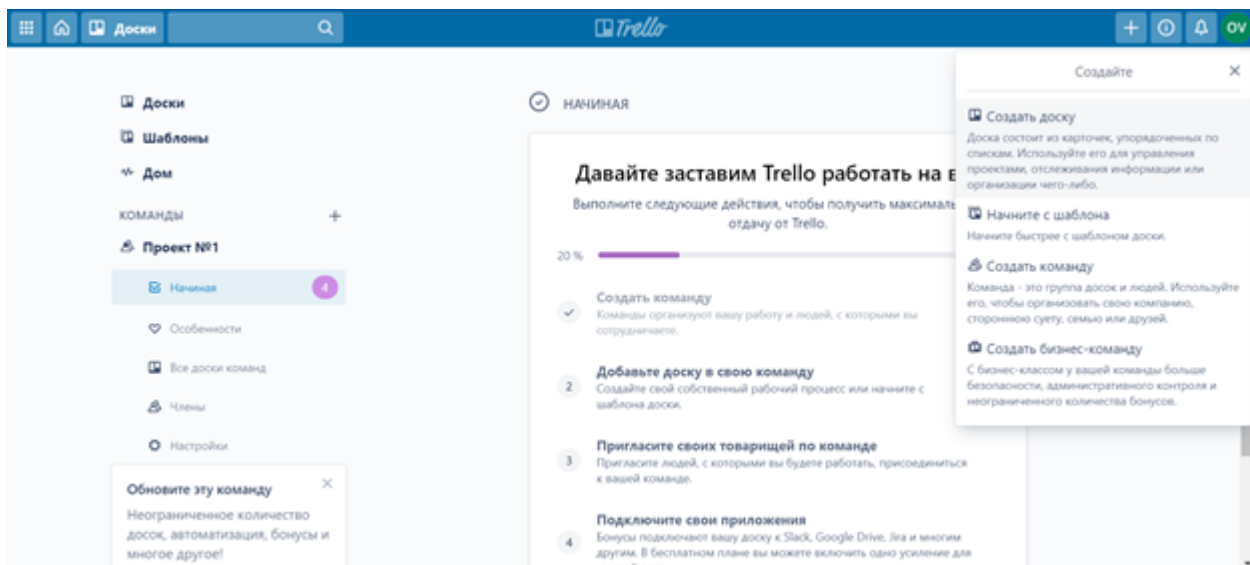 Доски
Trello
OV
Доски
Шаблоны
Дом
КОМАНДЫ
Проект №1
Начиная
4
Особенности
Все доски команд
Члены
Настройки
Обновите эту команду
Неограниченное количество
досок, автоматизация, бонусы и
многое другое!
НАЧИНАЯ
Давайте заставим Trello работать на в
Выполните следующие действия, чтобы получить максималь
отдачу от Trello.
20 %
Создать команду
Команды организуют вашу работу и людей, с которыми вы
сотрудничаете.
2
Добавьте доску в свою команду
Создайте свой собственный рабочий процесс или начните с
шаблона доски.
3
Пригласите своих товарищей по команде
Пригласите людей, с которыми вы будете работать, присоединиться
к вашей команде.
4
Подключите свои приложения
Бонусы подключают вашу доску к Slack, Google Drive, Jira и многим
другим. В бесплатном плане вы можете включить одно усиление для
Создайте
Создать доску
Доска состоит из карточек, упорядоченных по
спискам. Используйте его для управления
проектами, отслеживания информации или
организации чего-либо.
Начните с шаблона
Начните быстрее с шаблоном доски.
Создать команду
Команда - это группа досок и людей. Используйте
его, чтобы организовать свою компанию,
стороннюю суету, семью или друзей.
Создать бизнес-команду
С бизнес-классом у вашей команды больше
безопасности, административного контроля и
неограниченного количества бонусов.